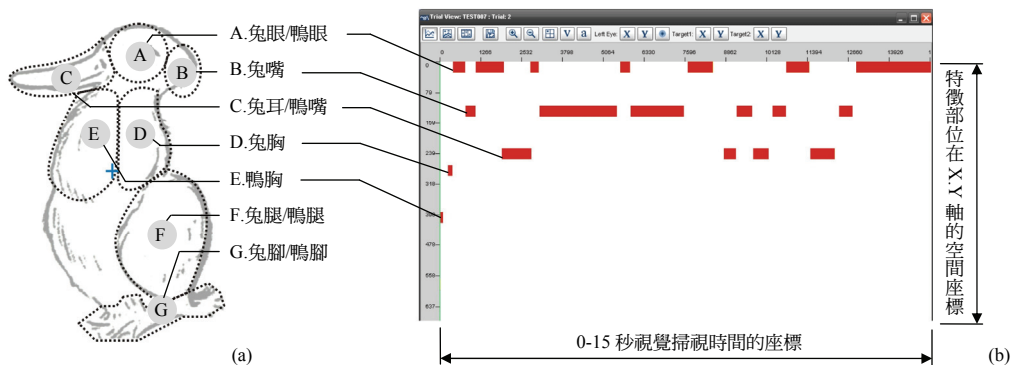 A
B
C
D
E
F
G
(a)
A.兔眼/鴨眼
B.兔嘴
C.兔耳/鴨嘴
D.兔胸
E.鴨胸
F.兔腿/鴨腿
G.兔腳/鴨腳
Trial View: TEST007 : Trial: 2
V a Left Eye: X Y Target1: X Y Target2: X Y
0 1266 2532 3798 5064 6330 7596 8862 10128 11394 12660 13926 1
0
79
159
239
318
398
478
637
特徵部位在 X.Y 軸的空間座標
0-15 秒視覺掃視時間的座標
(b)